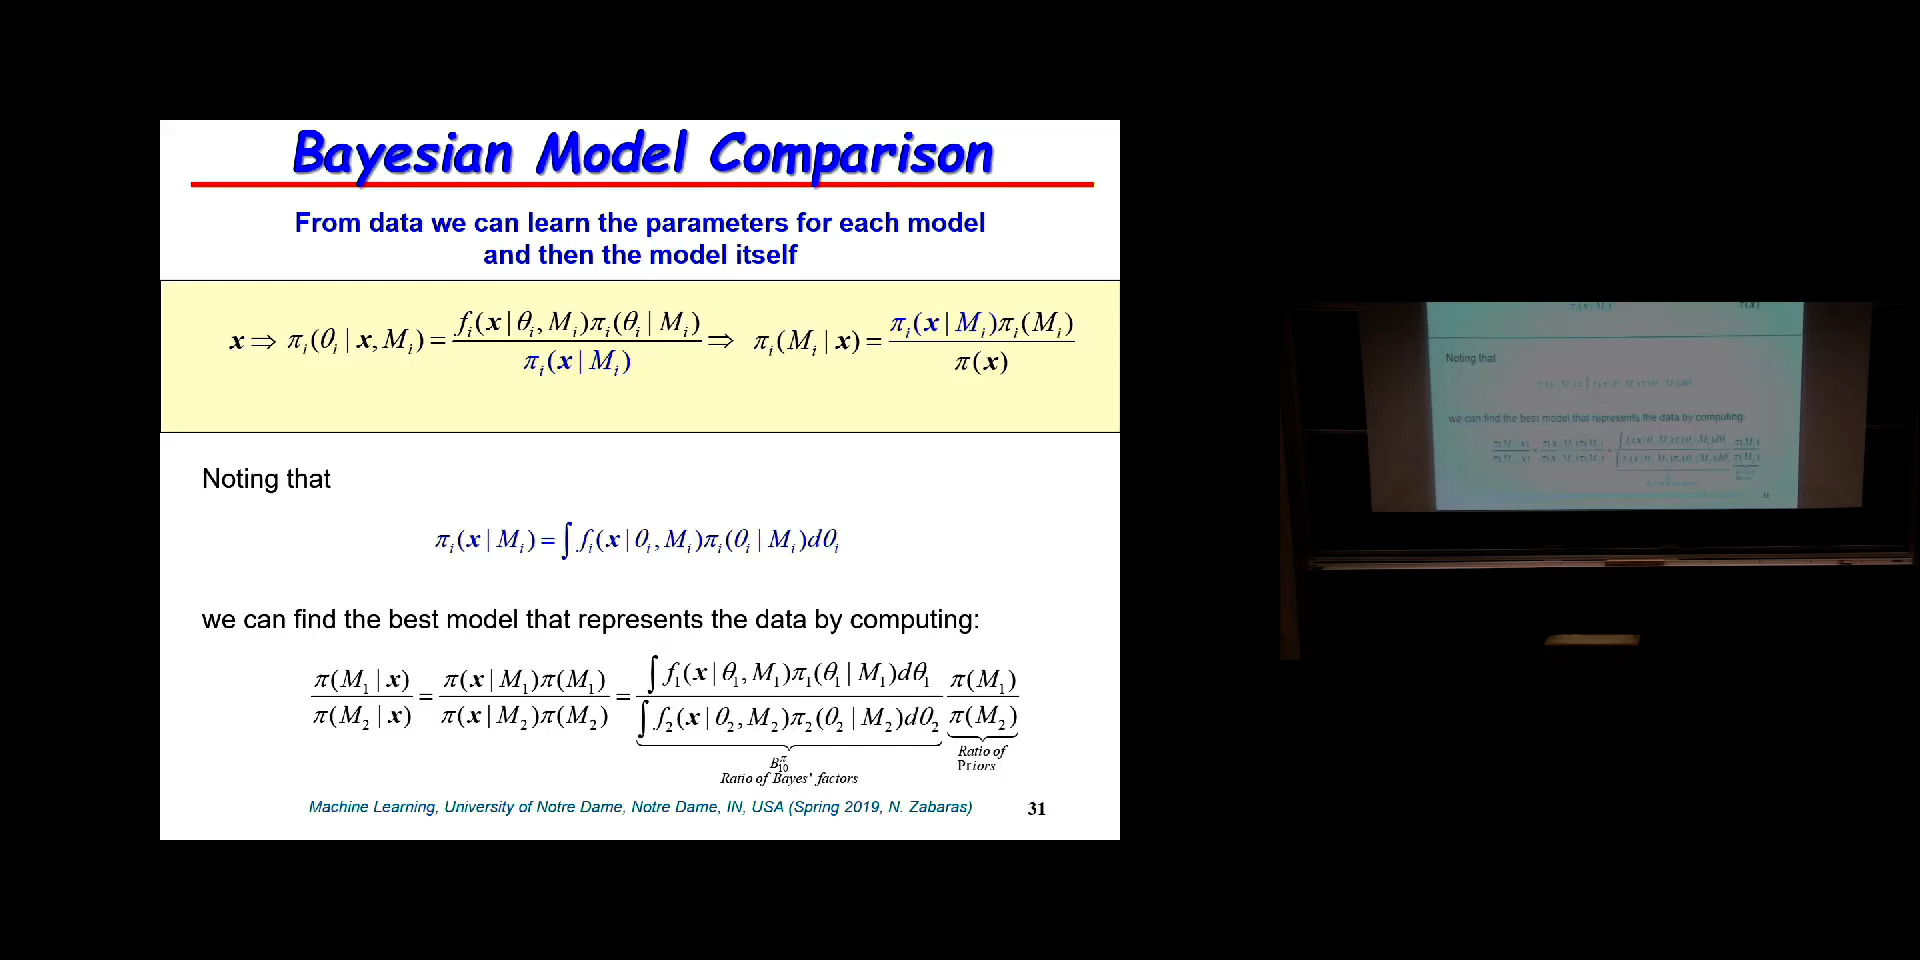 Bayesian Model Comparison
From data we can learn the parameters for each model
and then the model itself
x ⇒ π_i(θ_i | x, M_i) = f_i(x | θ_i, M_i)π_i(θ_i | M_i) / π_i(x | M_i) ⇒ π_i(M_i | x) = π_i(x | M_i)π_i(M_i) / π(x)
Noting that
π_i(x | M_i) = ∫ f_i(x | θ_i, M_i)π_i(θ_i | M_i)dθ_i
we can find the best model that represents the data by computing:
π(M_1 | x) / π(M_2 | x) = π(x | M_1)π(M_1) / π(x | M_2)π(M_2) = ∫ f_1(x | θ_1, M_1)π_1(θ_1 | M_1)dθ_1 / ∫ f_2(x | θ_2, M_2)π_2(θ_2 | M_2)dθ_2 π(M_1) / π(M_2)
B_10^π
Ratio of Bayes' factors
Ratio of
Priors
Machine Learning, University of Notre Dame, Notre Dame, IN, USA (Spring 2019, N. Zabaras)
31
Noting that
we can find the best model that represents the data by computing:
31